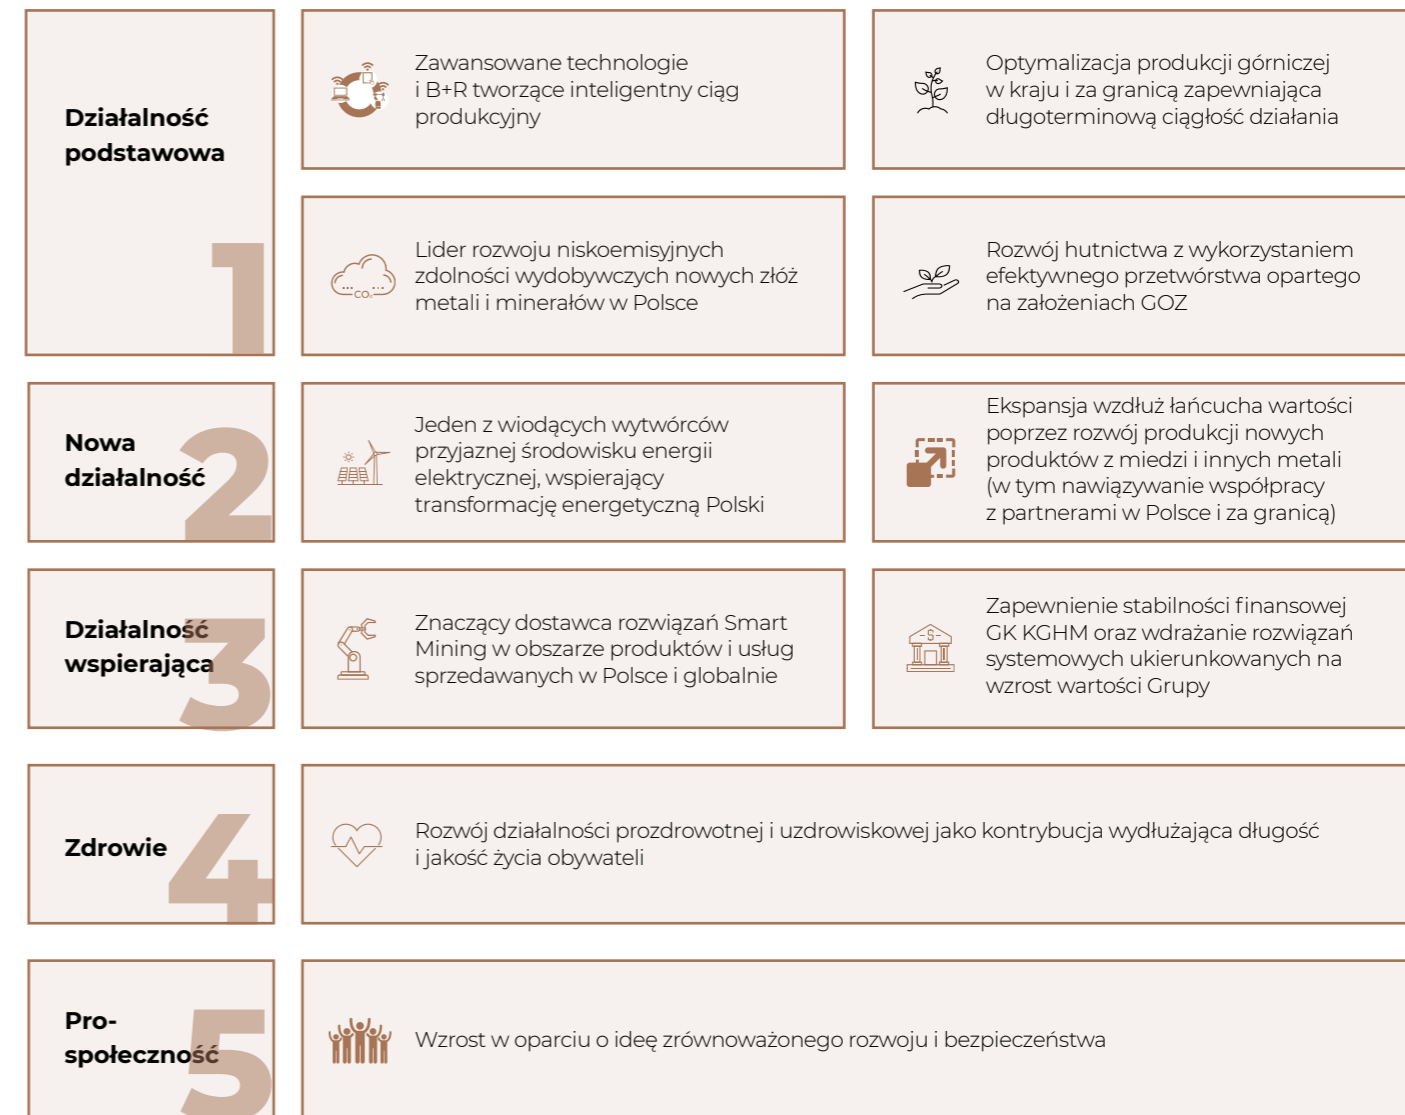 Działalność
podstawowa
1
Zawansowane technologie
i B+R tworzące inteligentny ciąg
produkcyjny
Optymalizacja produkcji górniczej
w kraju i za granicą zapewniająca
długoterminową ciągłość działania
CO₂
Lider rozwoju niskoemisyjnych
zdolności wydobywczych nowych złóż
metali i minerałów w Polsce
Rozwój hutnictwa z wykorzystaniem
efektywnego przetwórstwa opartego
na założeniach GOZ
Nowa
działalność
2
Jeden z wiodących wytwórców
przyjaznej środowisku energii
elektrycznej, wspierający
transformację energetyczną Polski
Ekspansja wzdłuż łańcucha wartości
poprzez rozwój produkcji nowych
produktów z miedzi i innych metali
(w tym nawiązywanie współpracy
z partnerami w Polsce i za granicą)
Działalność
wspierająca
3
Znaczący dostawca rozwiązań Smart
Mining w obszarze produktów i usług
sprzedawanych w Polsce i globalnie
-$-
Zapewnienie stabilności finansowej
GK KGHM oraz wdrażanie rozwiązań
systemowych ukierunkowanych na
wzrost wartości Grupy
Zdrowie
4
Rozwój działalności prozdrowotnej i uzdrowiskowej jako kontrybucja wydłużająca długość
i jakość życia obywateli
Pro-
społeczność
5
Wzrost w oparciu o ideę zrównoważonego rozwoju i bezpieczeństwa